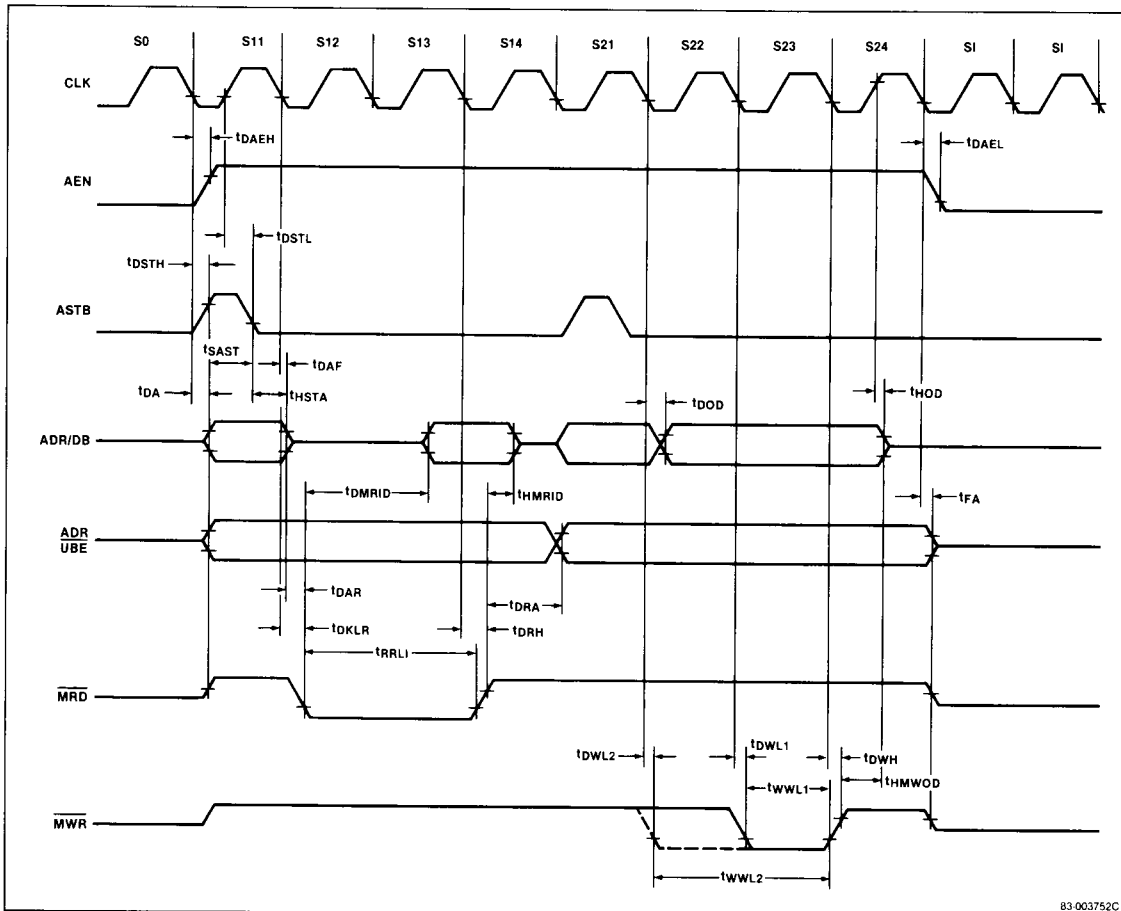 S0 S11 S12 S13 S14 S21 S22 S23 S24 SI SI
CLK
tDAEH
tDAEL
AEN
tDSTL
tDSTH
ASTB
tSAST
tDAF
tDA
tHSTA
tHOD
tDOD
ADR/DB
tDMRID
tHMRID
tFA
ADR
UBE
tDAR
tDRA
tDKLR
tDRH
tRRLI
MRD
tDWL2
tDWL1
tDWH
tWWL1
tHMWOD
MWR
tWWL2
83-003752C